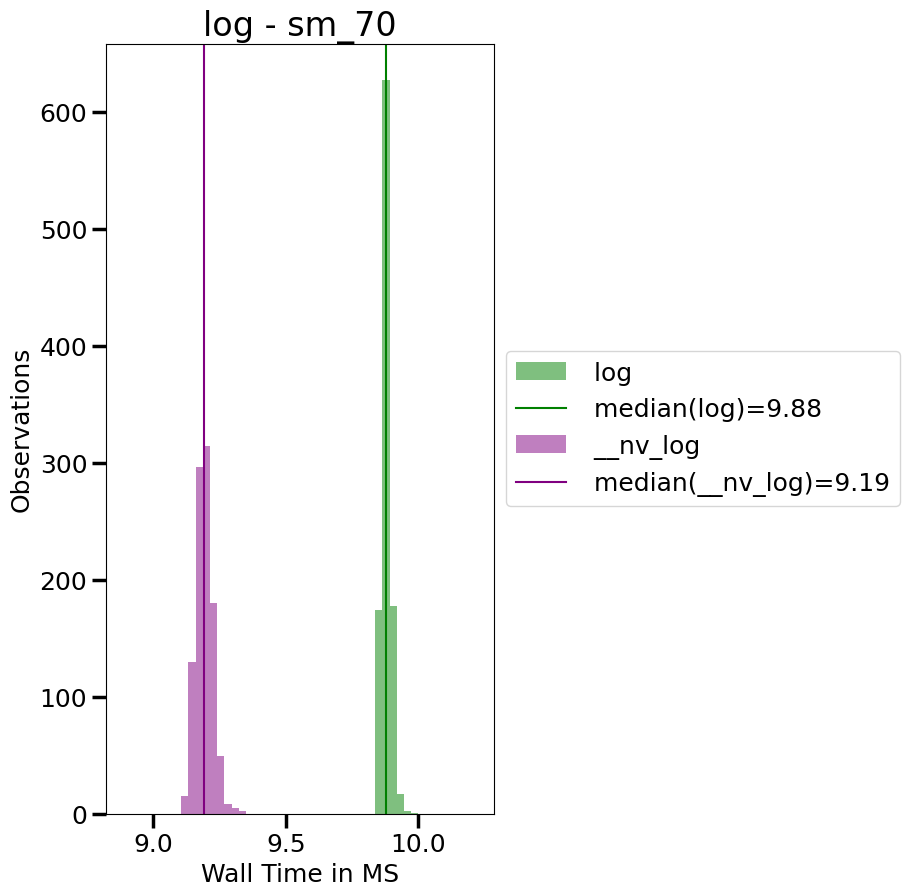 log - sm_70
600
500
400
300
200
100
0
Observations
9.0 9.5 10.0
Wall Time in MS
log
median(log)=9.88
__nv_log
median(__nv_log)=9.19